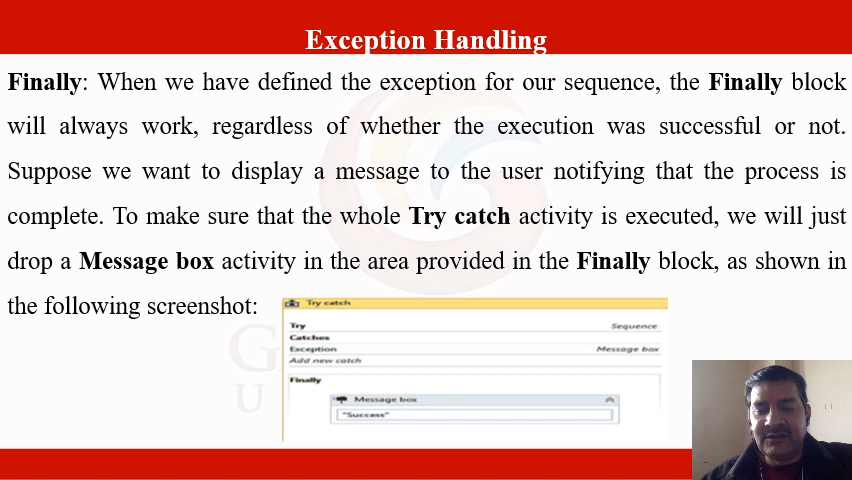 Exception Handling
Finally: When we have defined the exception for our sequence, the Finally block
will always work, regardless of whether the execution was successful or not.
Suppose we want to display a message to the user notifying that the process is
complete. To make sure that the whole Try catch activity is executed, we will just
drop a Message box activity in the area provided in the Finally block, as shown in
the following screenshot:
Try catch
Try Sequence
Catches
Exception Message box
Add new catch
Finally
Message box
"Success"
G
U